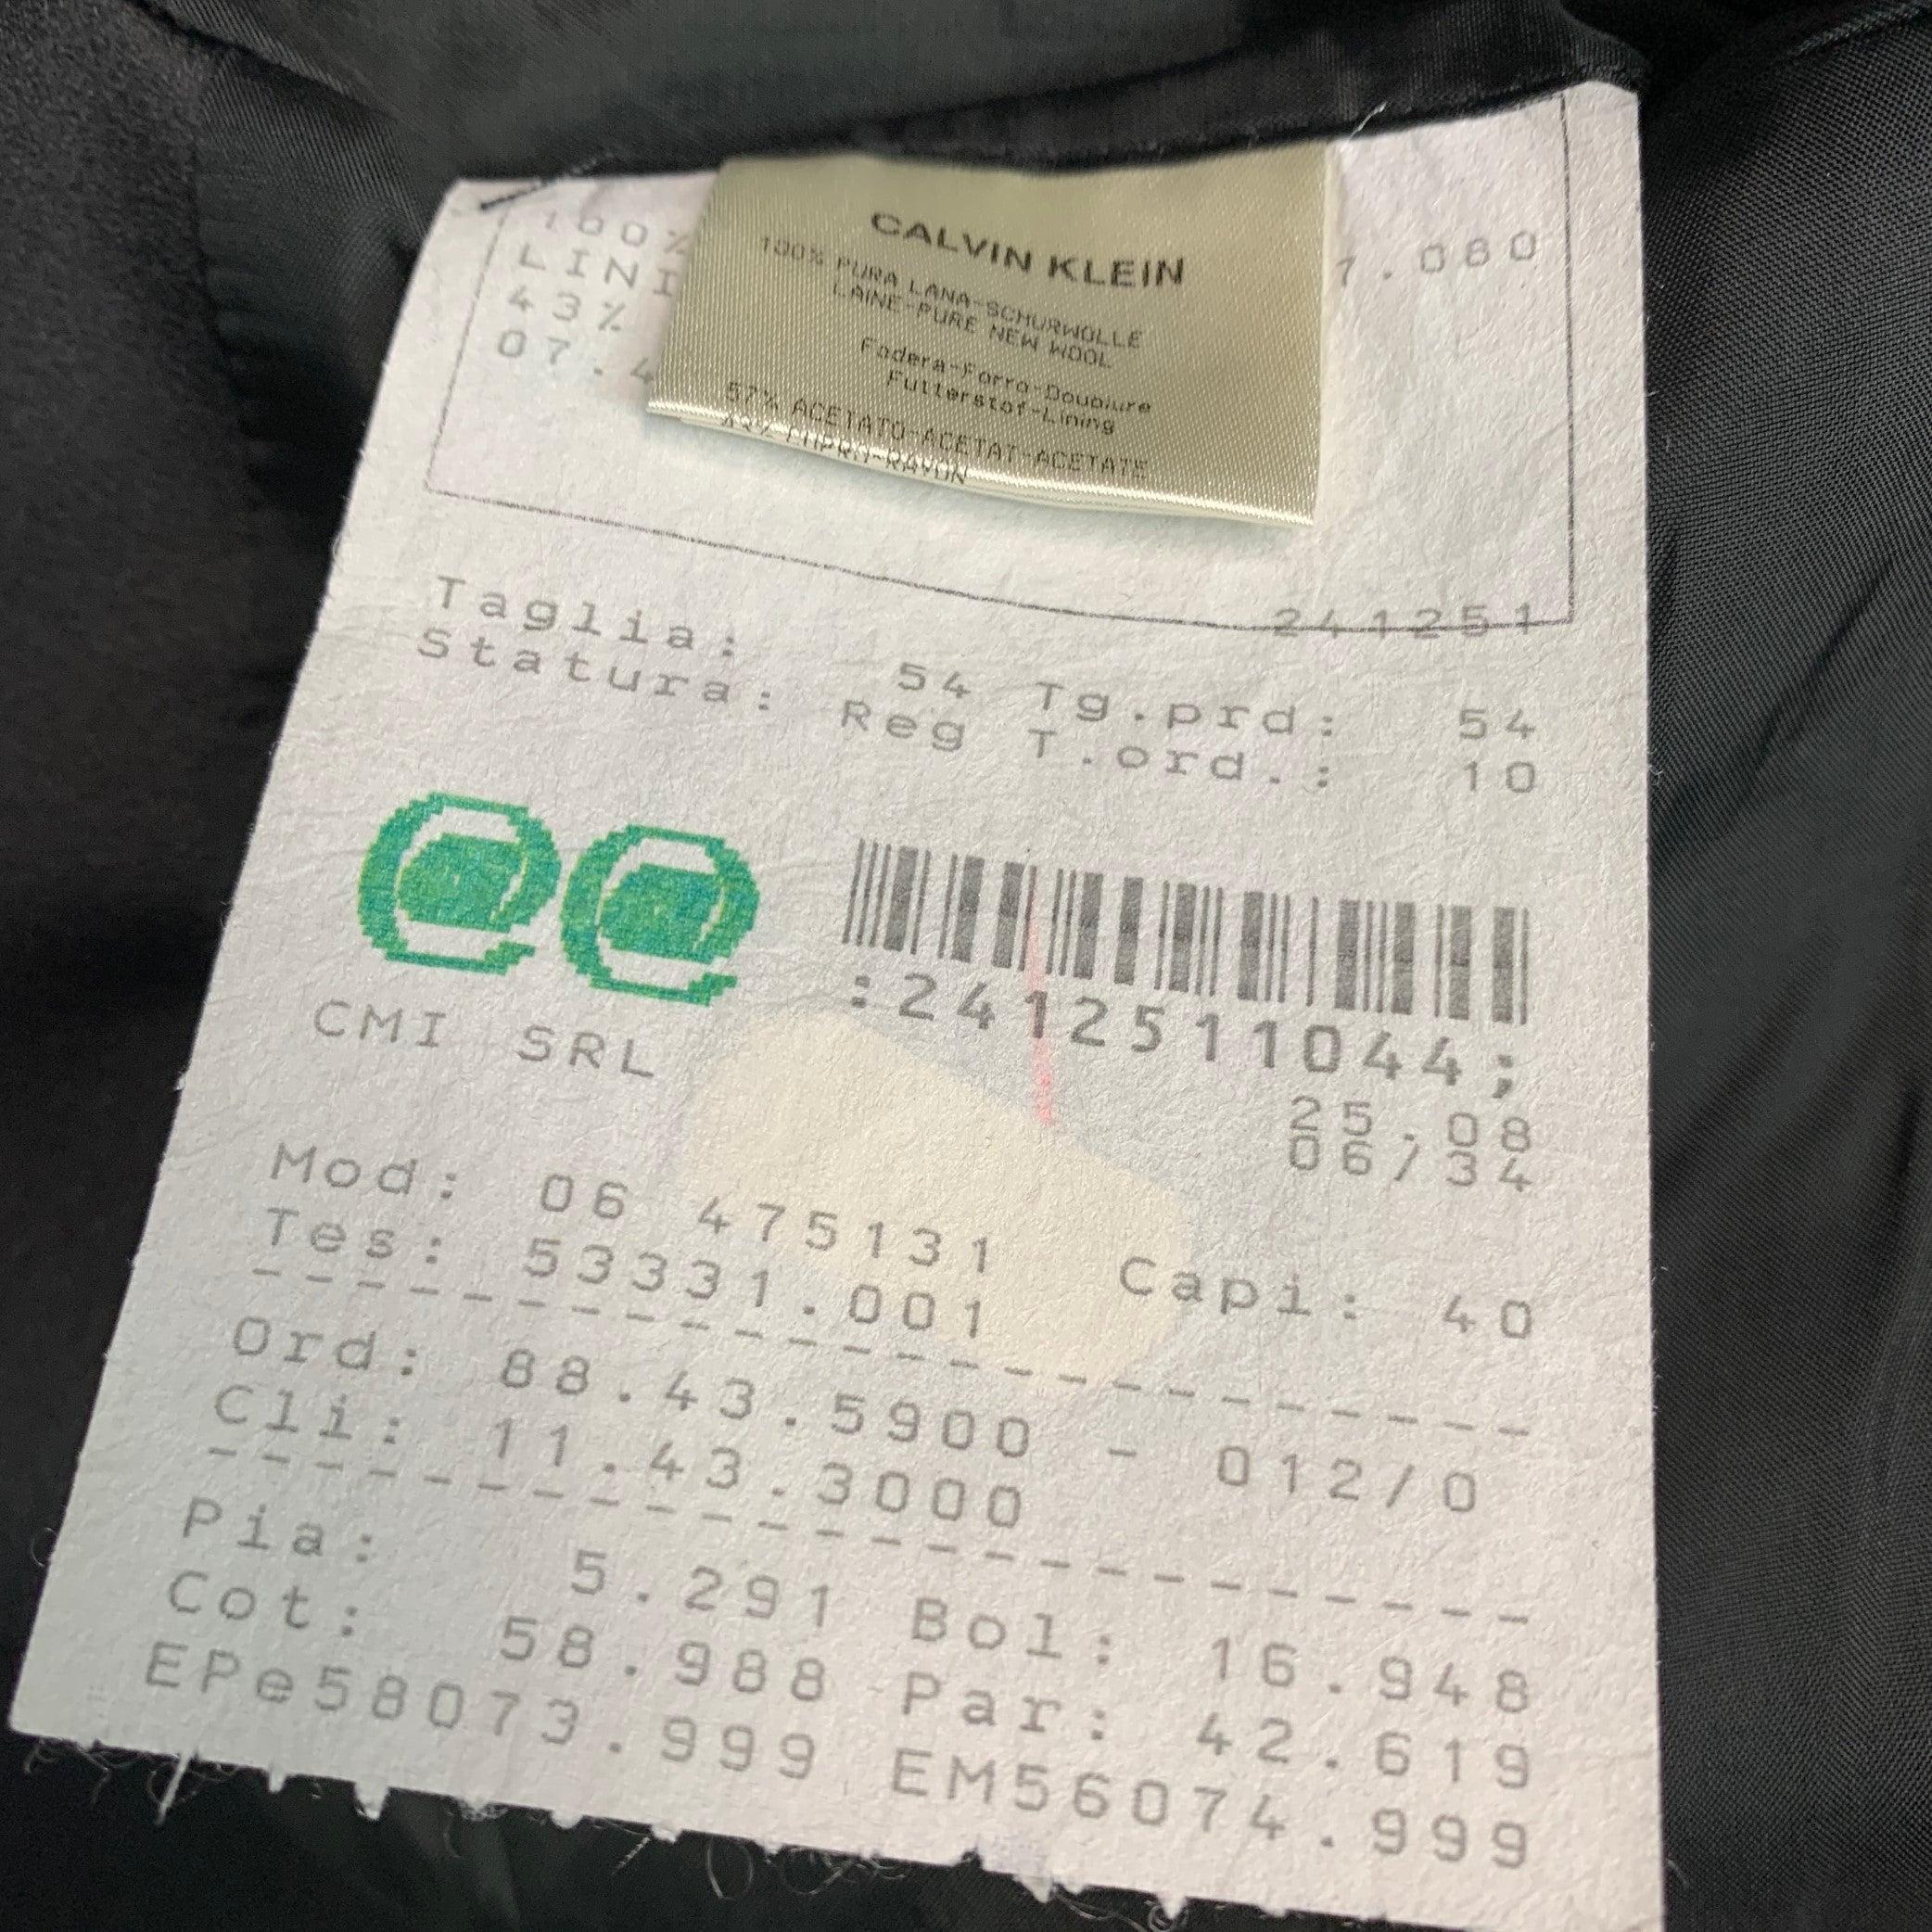 100%
LINI
43%
07.4
7.080
CALVIN KLEIN
100% PURA LANA-SCHURWOLLE
LAINE-PURE NEW WOOL
Fodera-Forro-Doublure
Futterstof-Lining
57% ACETATO-ACETAT-ACETATE
43% CUPRO-RAYON
241251
Taglia: 54 Tg.prd: 54
Statura: Reg T.ord.: 10
:2412511044;
CMI SRL
25.08
06/34
Mod: 06 475131 Capi: 40
Tes: 53331.001
Ord: 88.43.5900 - 012/0
Cli: 11.43.3000
Pia: 5.291 Bol: 16.948
Cot: 58.988 Par: 42.619
EPe58073.999 EM56074.999